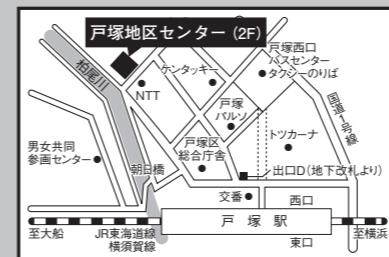 戸塚地区センター (2F)
柏尾川
ケンタッキー
戸塚西口
バスセンター
タクシーのりば
NTT
戸塚
パルソ
国道1号線
トツカーナ
男女共同
参画センター
朝日橋
戸塚区
総合庁舎
出口D（地下改札より）
交番
西口
戸塚駅
至大船
JR東海道線
横須賀線
至横浜
東口